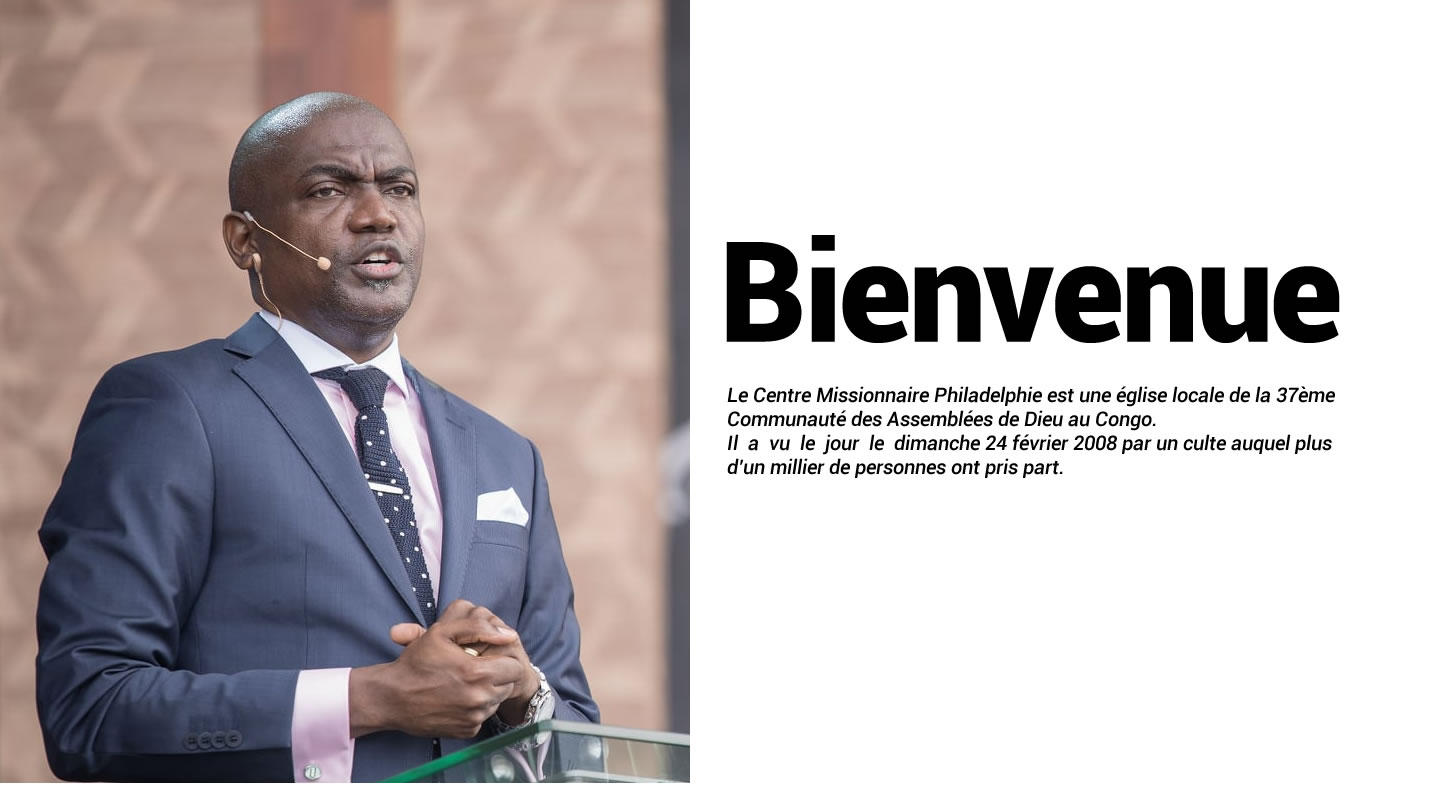 Bienvenue
Le Centre Missionnaire Philadelphie est une église locale de la 37ème
Communauté des Assemblées de Dieu au Congo.
Il a vu le jour le dimanche 24 février 2008 par un culte auquel plus
d'un millier de personnes ont pris part.